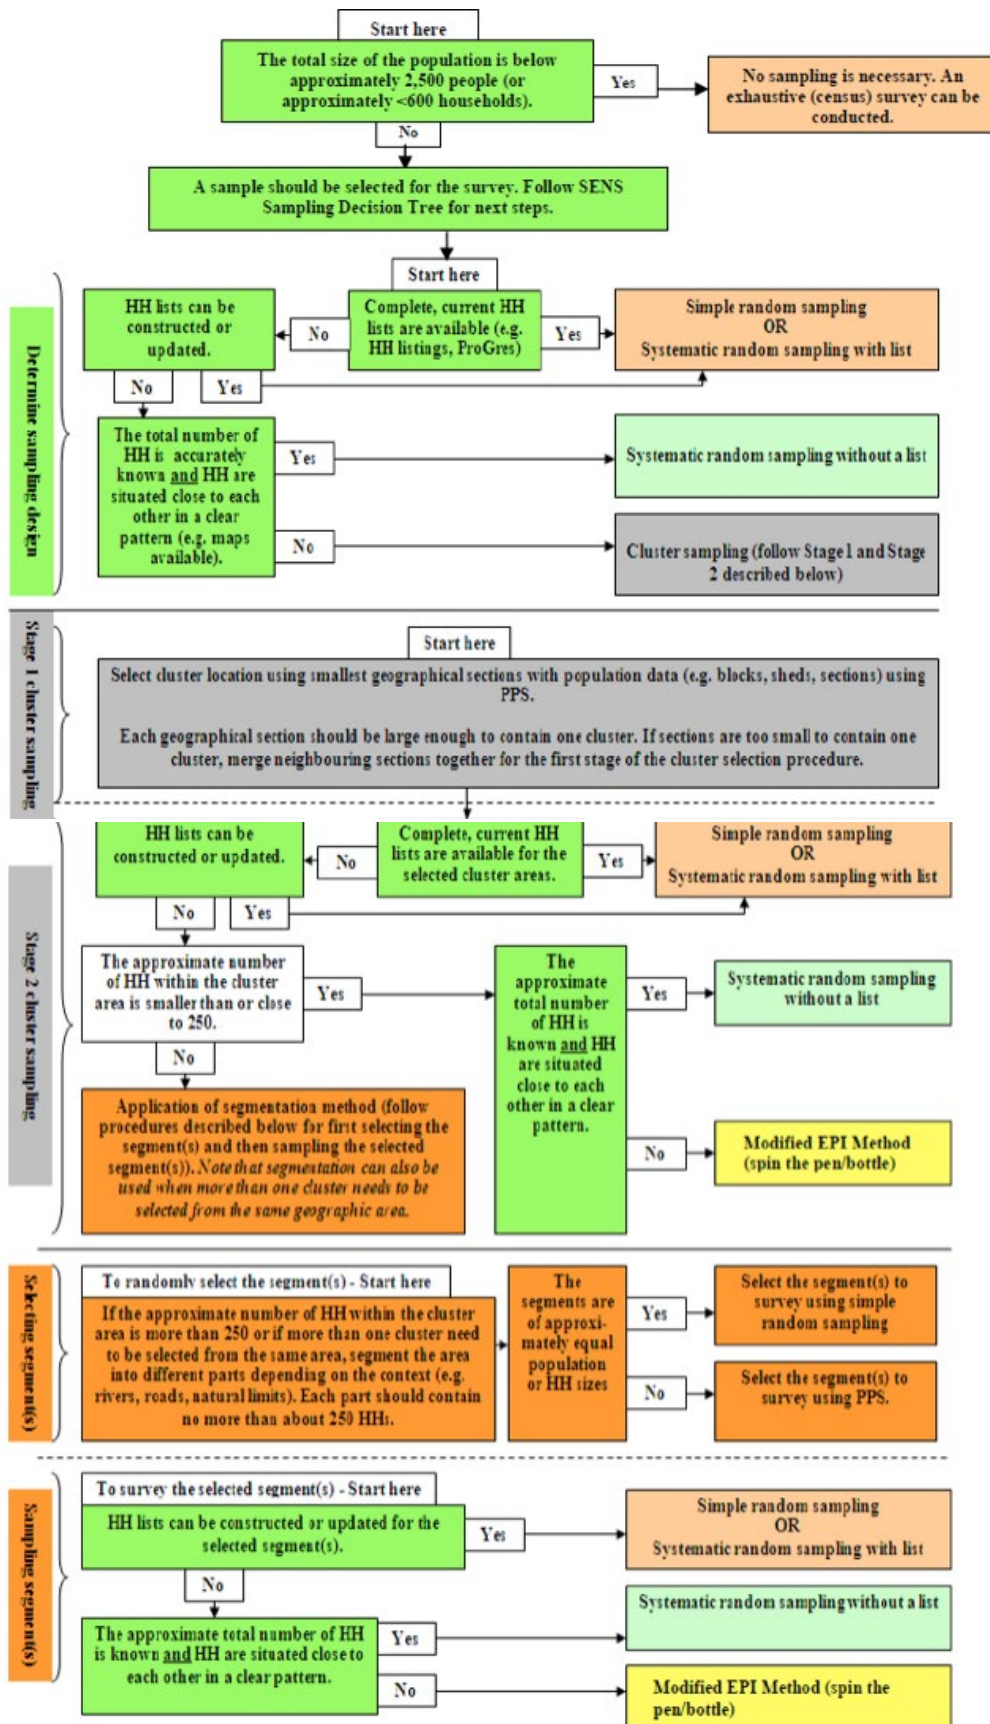 Start here
The total size of the population is below
approximately 2,500 people (or
approximately <600 households).
Yes
No sampling is necessary. An
exhaustive (census) survey can be
conducted.
No
A sample should be selected for the survey. Follow SENS
Sampling Decision Tree for next steps.
Determine sampling design
Start here
HH lists can be
constructed or
updated.
No
Complete, current HH
lists are available (e.g.
HH listings, ProGres)
Yes
Simple random sampling
OR
Systematic random sampling with list
No
Yes
The total number of
HH is accurately
known and HH are
situated close to each
other in a clear
pattern (e.g. maps
available).
Yes
Systematic random sampling without a list
No
Cluster sampling (follow Stage 1 and Stage
2 described below)
Stage 1 cluster sampling
Start here
Select cluster location using smallest geographical sections with population data (e.g. blocks, sheds, sections) using
PPS.
Each geographical section should be large enough to contain one cluster. If sections are too small to contain one
cluster, merge neighbouring sections together for the first stage of the cluster selection procedure.
Stage 2 cluster sampling
HH lists can be
constructed or updated.
No
Complete, current HH
lists are available for the
selected cluster areas.
Yes
Simple random sampling
OR
Systematic random sampling with list
No
Yes
The approximate number
of HH within the cluster
area is smaller than or close
to 250.
Yes
The
approximate
total number
of HH is
known and HH
are situated
close to each
other in a clear
pattern.
Yes
Systematic random sampling
without a list
No
Modified EPI Method
(spin the pen/bottle)
No
Application of segmentation method (follow
procedures described below for first selecting the
segment(s) and then sampling the selected
segment(s)). Note that segmentation can also be
used when more than one cluster needs to be
selected from the same geographic area.
Selecting segment(s)
To randomly select the segment(s) - Start here
If the approximate number of HH within the cluster
area is more than 250 or if more than one cluster need
to be selected from the same area, segment the area
into different parts depending on the context (e.g.
rivers, roads, natural limits). Each part should contain
no more than about 250 HHs.
The
segments are
of approxi-
mately equal
population
or HH sizes
Yes
Select the segment(s) to
survey using simple
random sampling
No
Select the segment(s) to
survey using PPS.
Sampling segment(s)
To survey the selected segment(s) - Start here
HH lists can be constructed or updated for the
selected segment(s).
Yes
Simple random sampling
OR
Systematic random sampling with list
No
The approximate total number of HH
is known and HH are situated close to
each other in a clear pattern.
Yes
Systematic random sampling without a list
No
Modified EPI Method (spin the
pen/bottle)